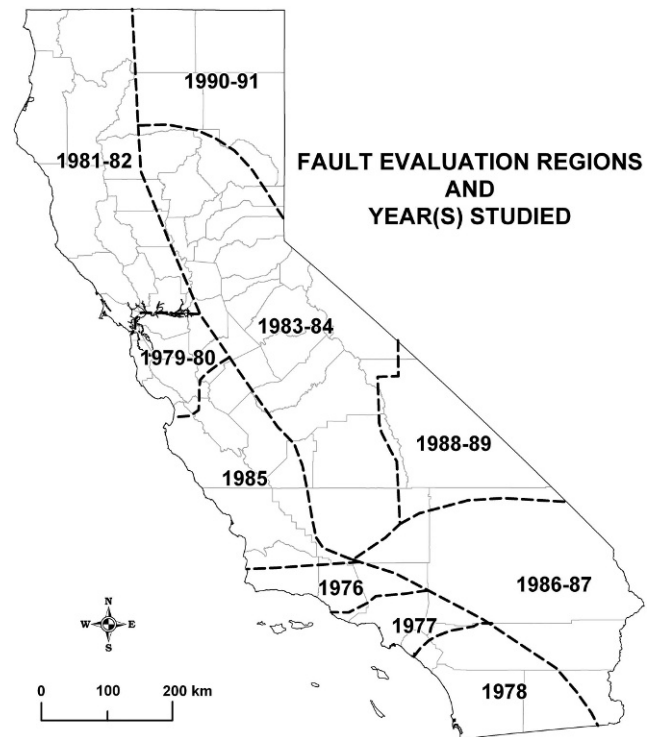 1990-91
FAULT EVALUATION REGIONS
AND
YEAR(S) STUDIED
1981-82
1983-84
1979-80
1988-89
1985
1976
1986-87
1977
1978
N
W E
S
0 100 200 km